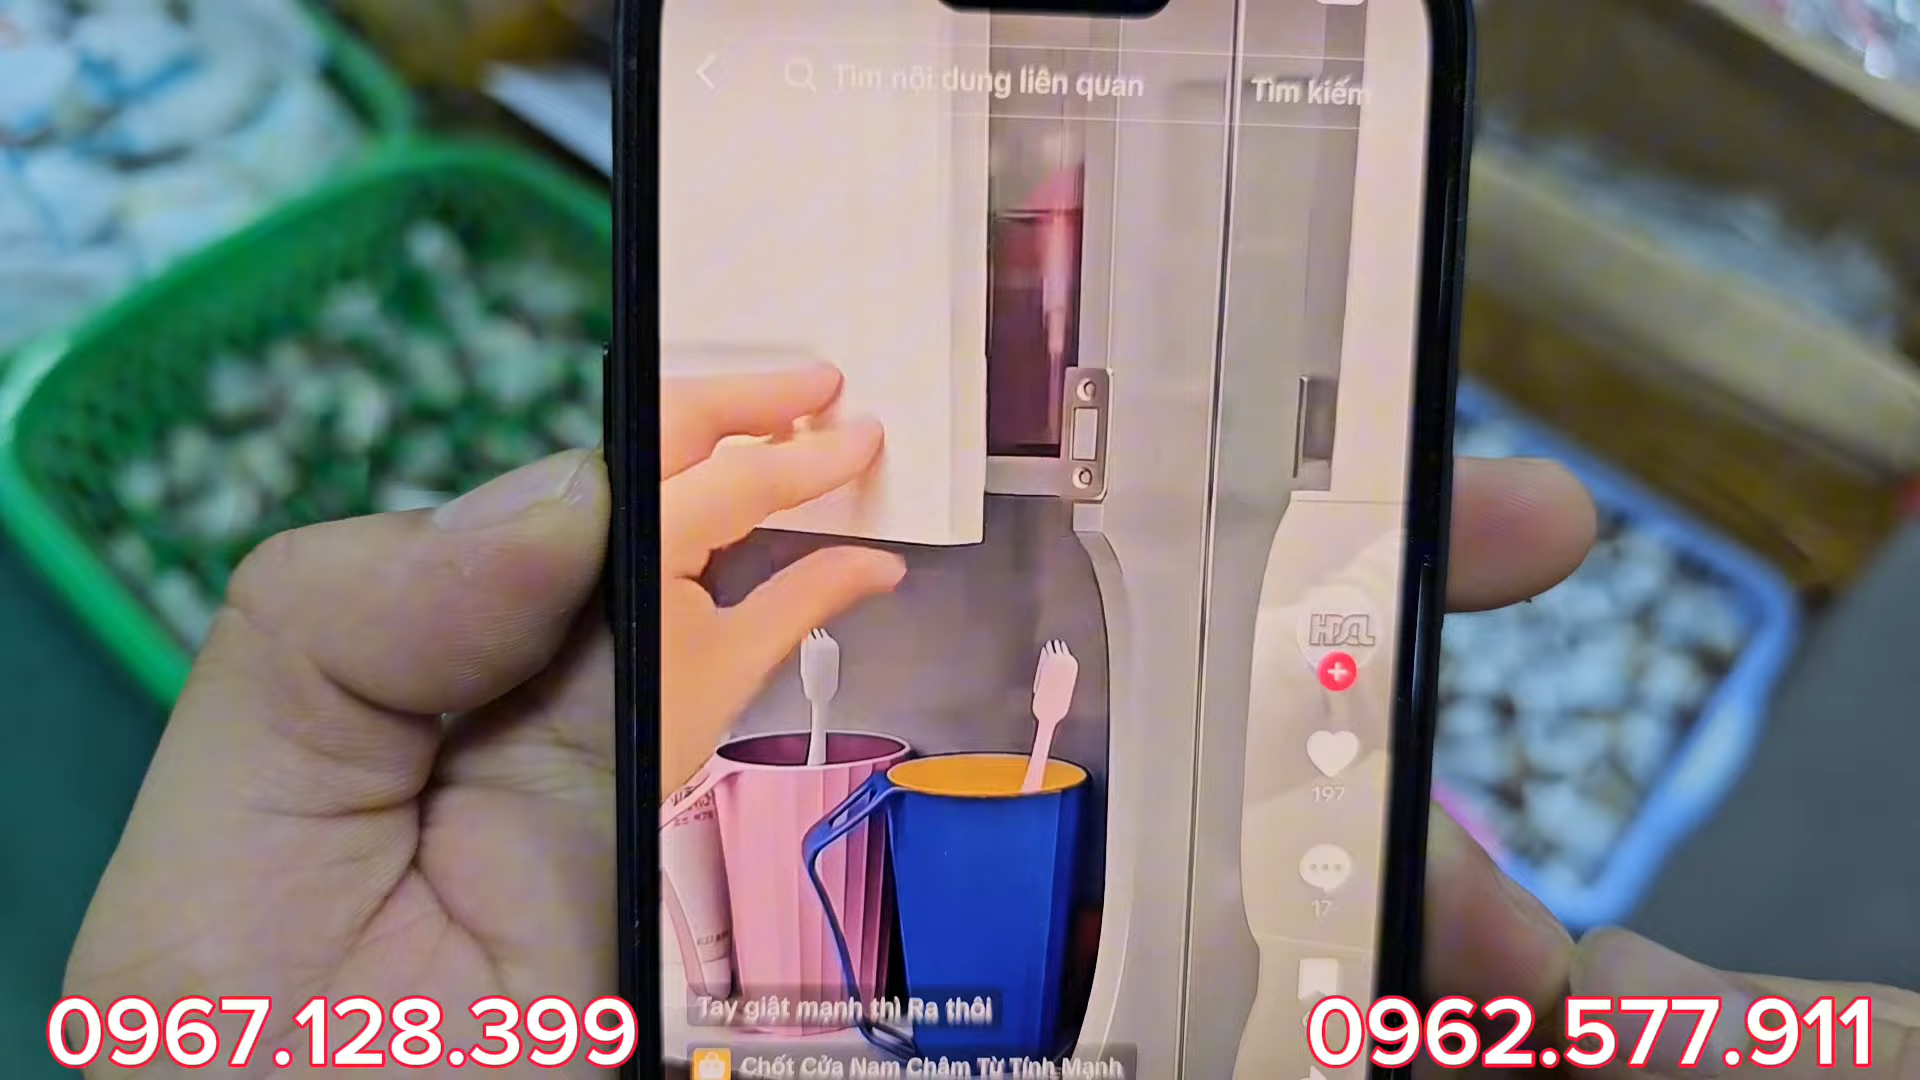 Tìm nội dung liên quan
Tìm kiếm
197
17
Tay giật mạnh thì Ra thôi
Chốt Cửa Nam Châm Từ Tính Mạnh
0967.128.399
0962.577.911